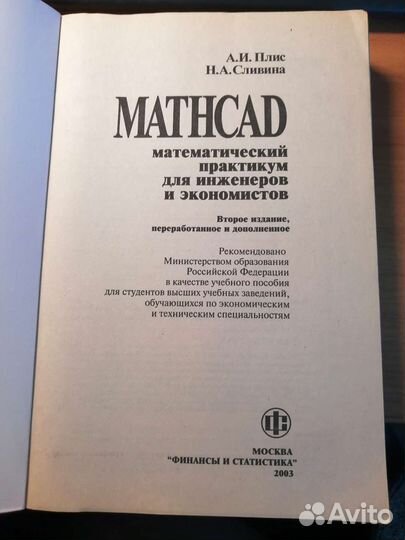 А.И. Плис
Н.А. Сливина
MATHCAD
математический
практикум
для инженеров
и экономистов
Второе издание,
переработанное и дополненное
Рекомендовано
Министерством образования
Российской Федерации
в качестве учебного пособия
для студентов высших учебных заведений,
обучающихся по экономическим
и техническим специальностям
ФС
МОСКВА
"ФИНАНСЫ И СТАТИСТИКА"
2003
Avito